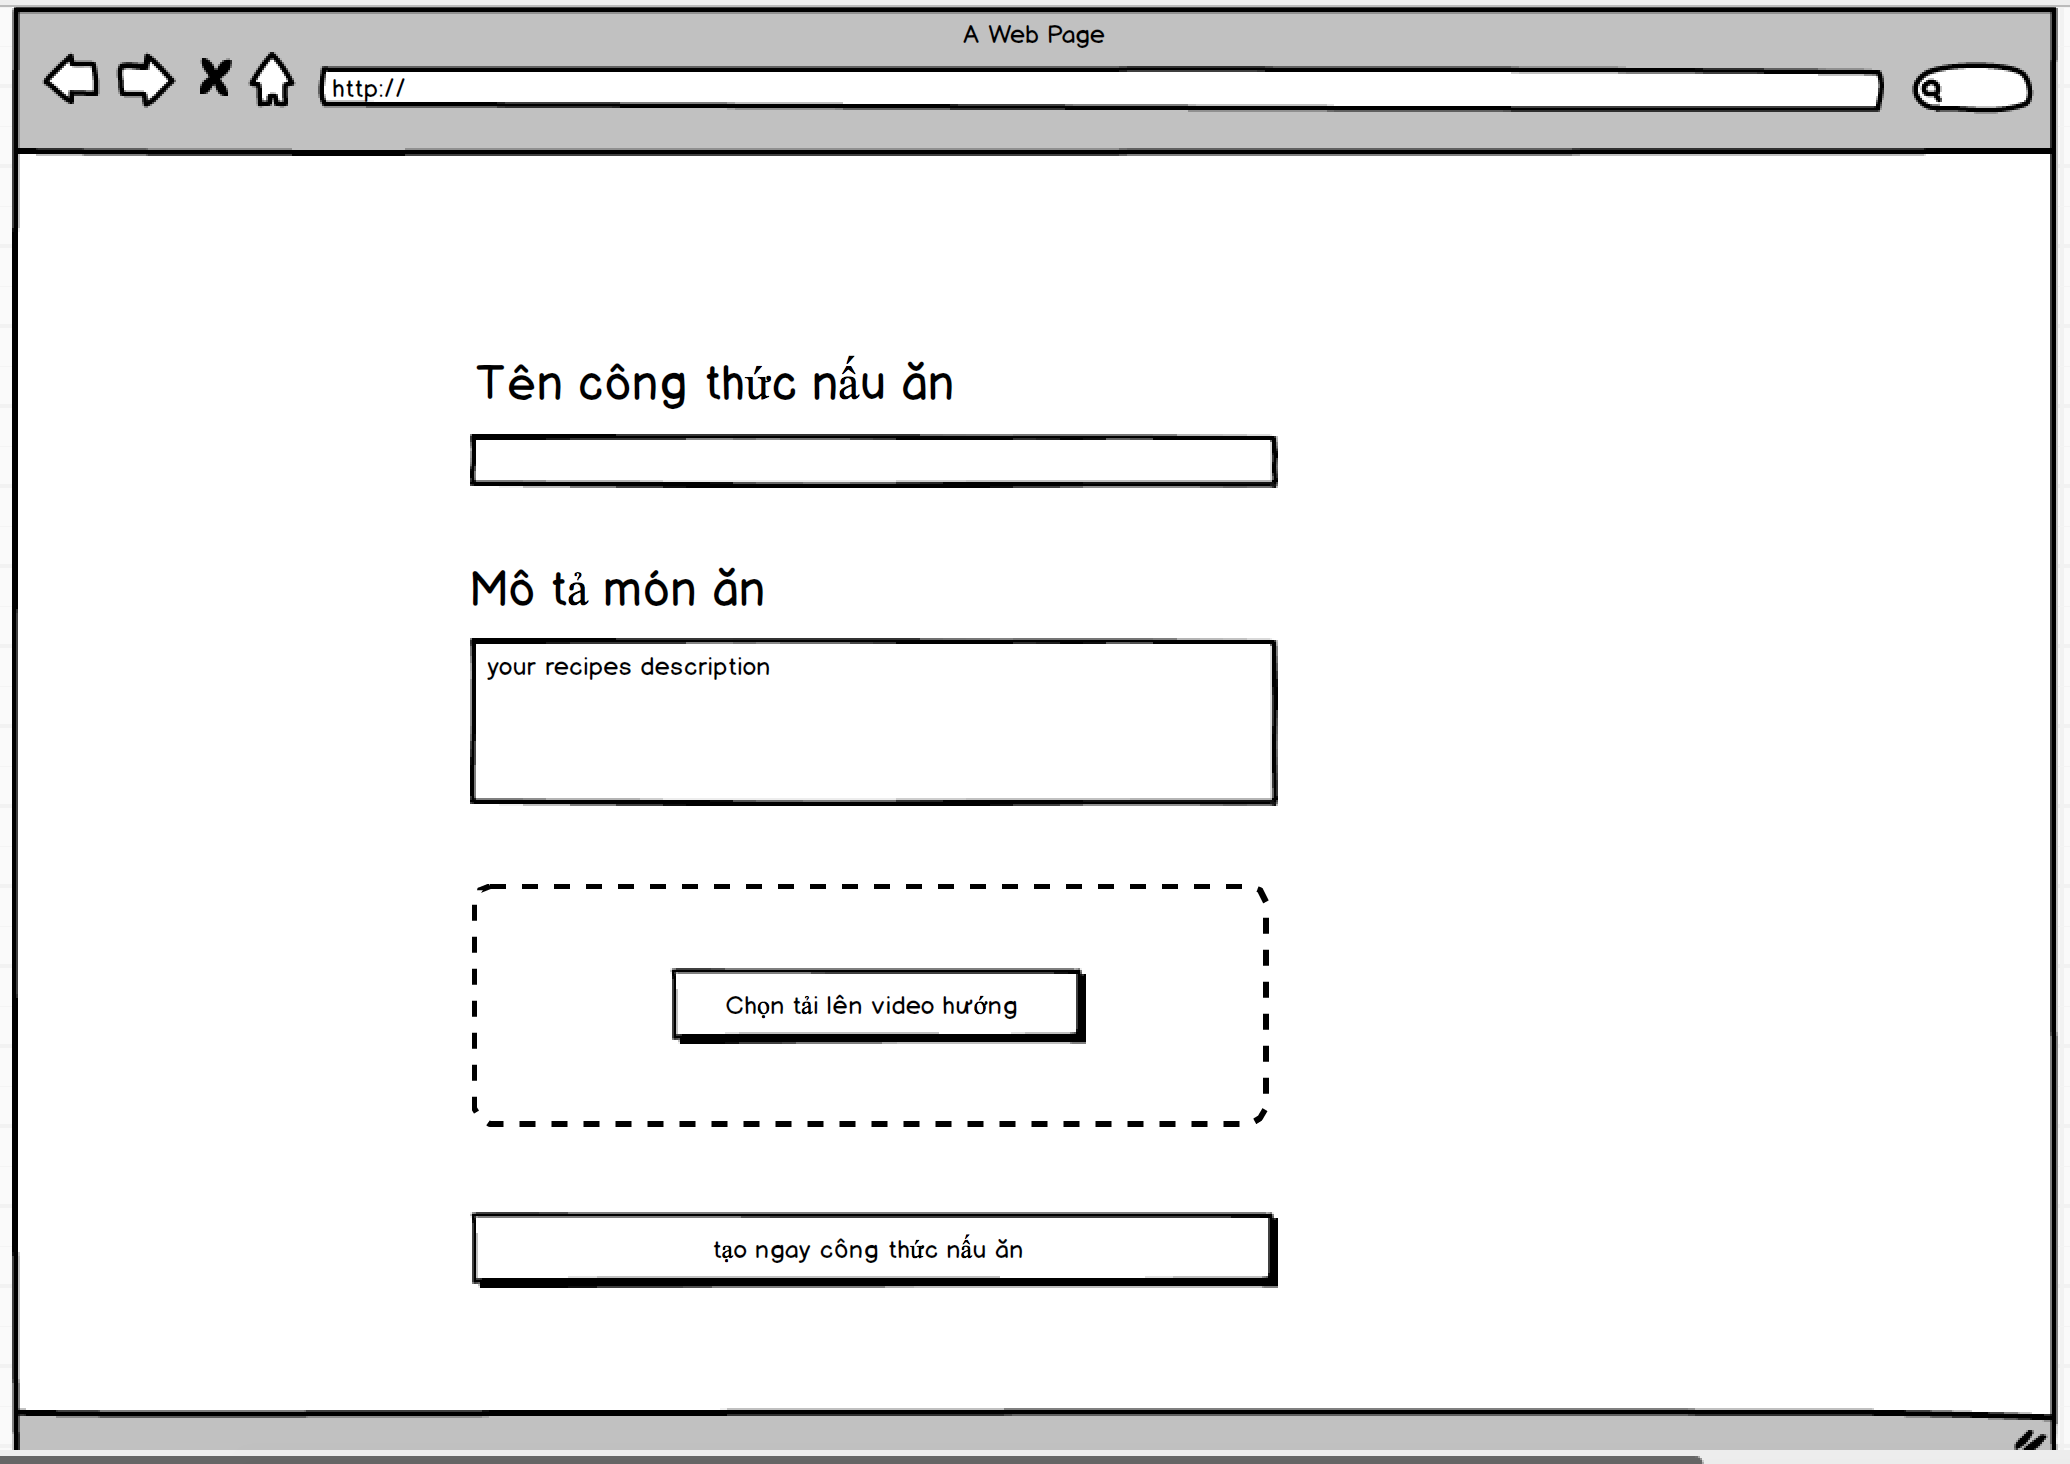 A Web Page
http://
Tên công thức nấu ăn
Mô tả món ăn
your recipes description
Chọn tải lên video hướng
tạo ngay công thức nấu ăn